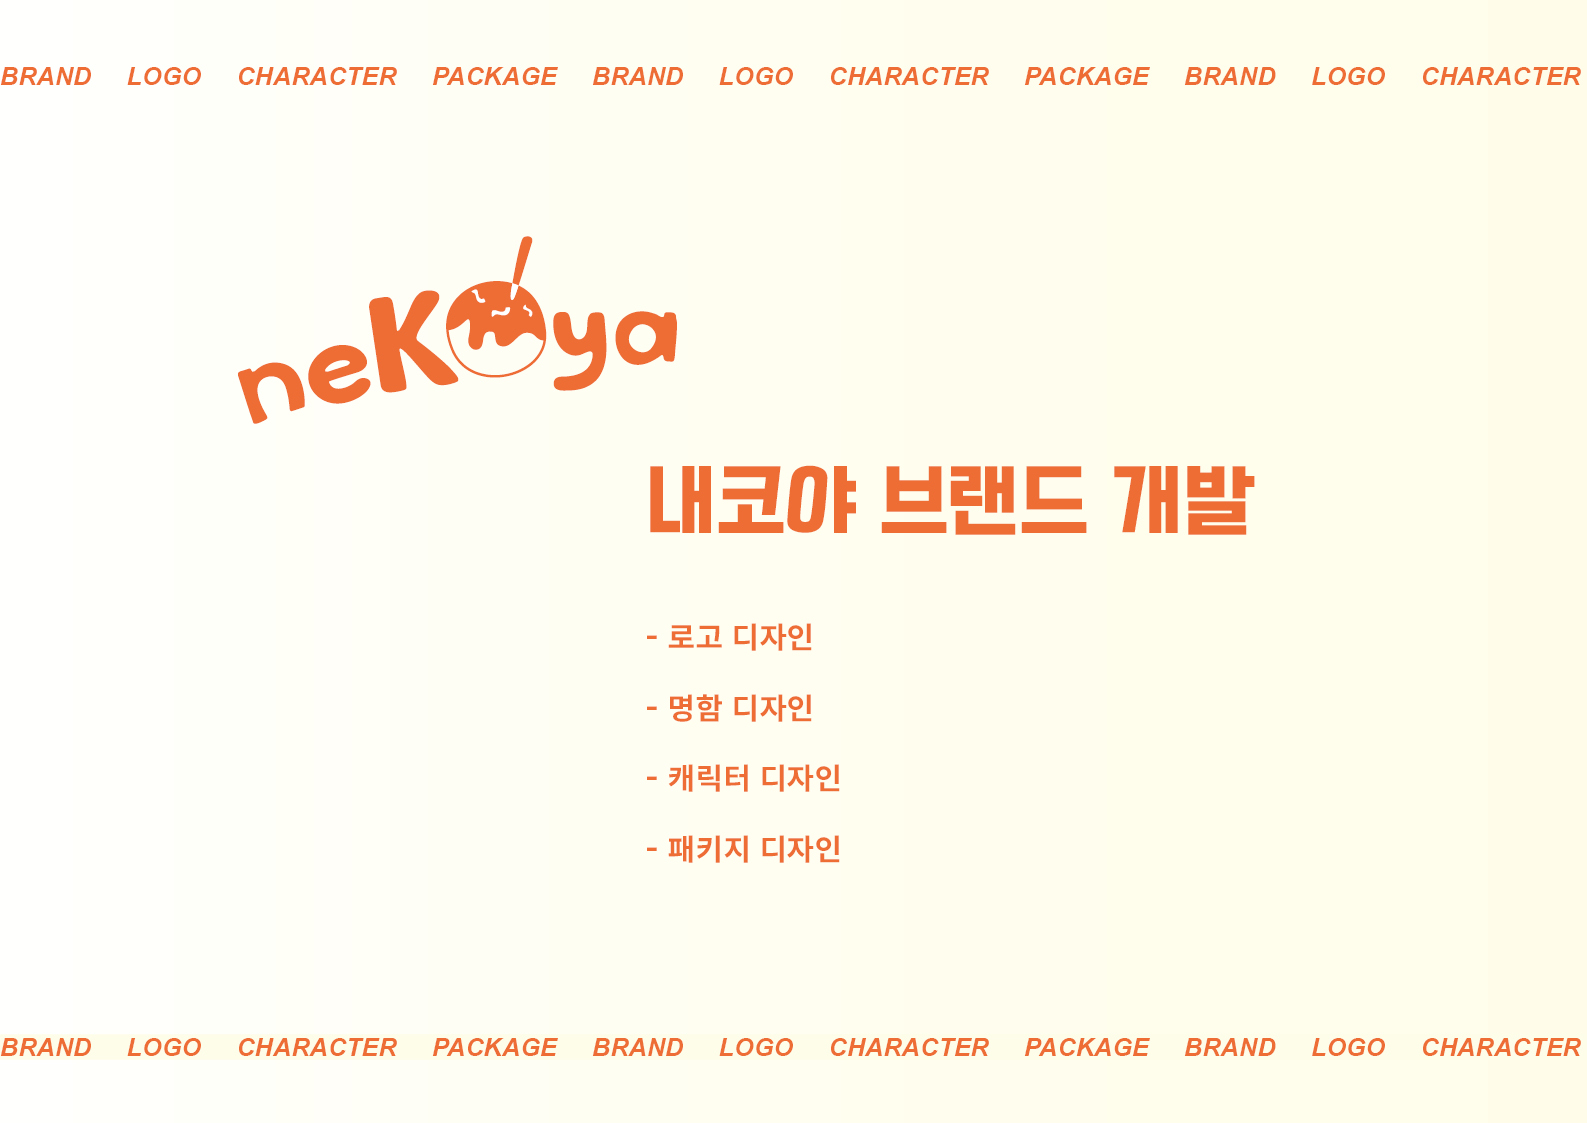 BRAND LOGO CHARACTER PACKAGE BRAND LOGO CHARACTER PACKAGE BRAND LOGO CHARACTER
neKoya
내코야 브랜드 개발
- 로고 디자인
- 명함 디자인
- 캐릭터 디자인
- 패키지 디자인
BRAND LOGO CHARACTER PACKAGE BRAND LOGO CHARACTER PACKAGE BRAND LOGO CHARACTER